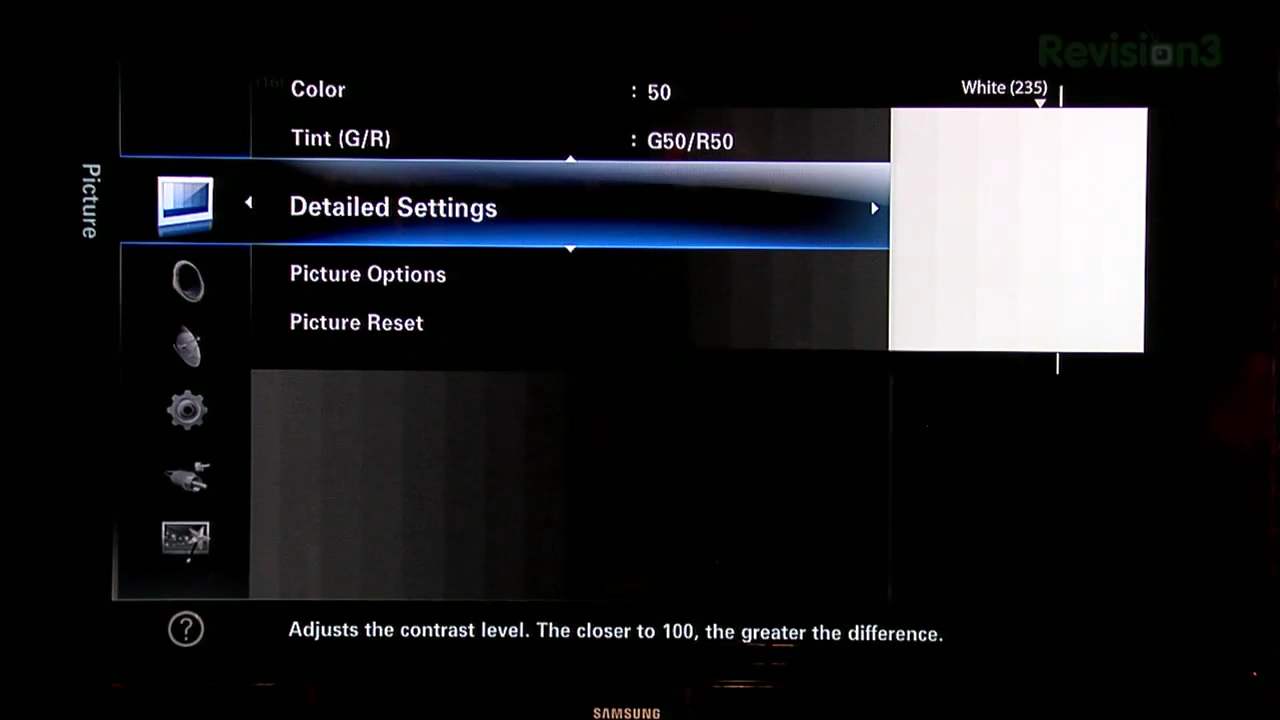 Revision3
Color : 50
White (235)
Tint (G/R) : G50/R50
Picture
Detailed Settings
Picture Options
Picture Reset
? Adjusts the contrast level. The closer to 100, the greater the difference.
SAMSUNG